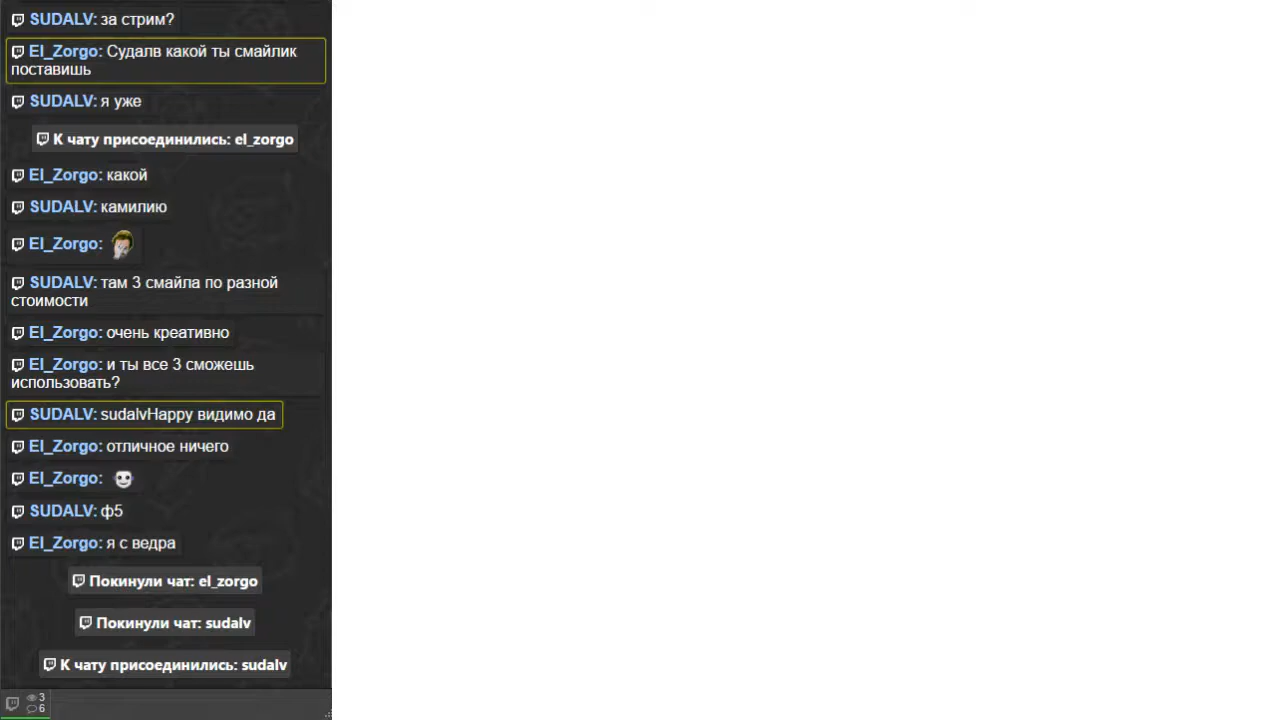 SUDALV: за стрим?
El_Zorgo: Судалв какой ты смайлик
поставишь
SUDALV: я уже
К чату присоединились: el_zorgo
El_Zorgo: какой
SUDALV: камилию
El_Zorgo:
SUDALV: там 3 смайла по разной
стоимости
El_Zorgo: очень креативно
El_Zorgo: и ты все 3 сможешь
использовать?
SUDALV: sudalvHappy видимо да
El_Zorgo: отличное ничего
El_Zorgo:
SUDALV: ф5
El_Zorgo: я с ведра
Покинули чат: el_zorgo
Покинули чат: sudalv
К чату присоединились: sudalv
3
6